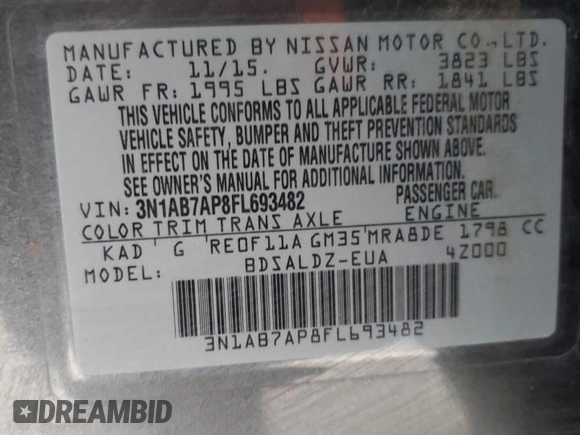 MANUFACTURED BY NISSAN MOTOR CO., LTD.
DATE: 11/15. GVWR: 3823 LBS
GAWR FR: 1995 LBS GAWR RR: 1841 LBS
THIS VEHICLE CONFORMS TO ALL APPLICABLE FEDERAL MOTOR
VEHICLE SAFETY, BUMPER AND THEFT PREVENTION STANDARDS
IN EFFECT ON THE DATE OF MANUFACTURE SHOWN ABOVE.
SEE OWNER'S MANUAL FOR ADDITIONAL INFORMATION.
VIN: 3N1AB7AP8FL693482 PASSENGER CAR
COLOR TRIM TRANS AXLE ENGINE
KAD G RE0F11A GM35 MRA8DE 1798 CC
MODEL: BDSALDZ-EUA 4Z000
3N1AB7AP8FL693482
DREAMBID